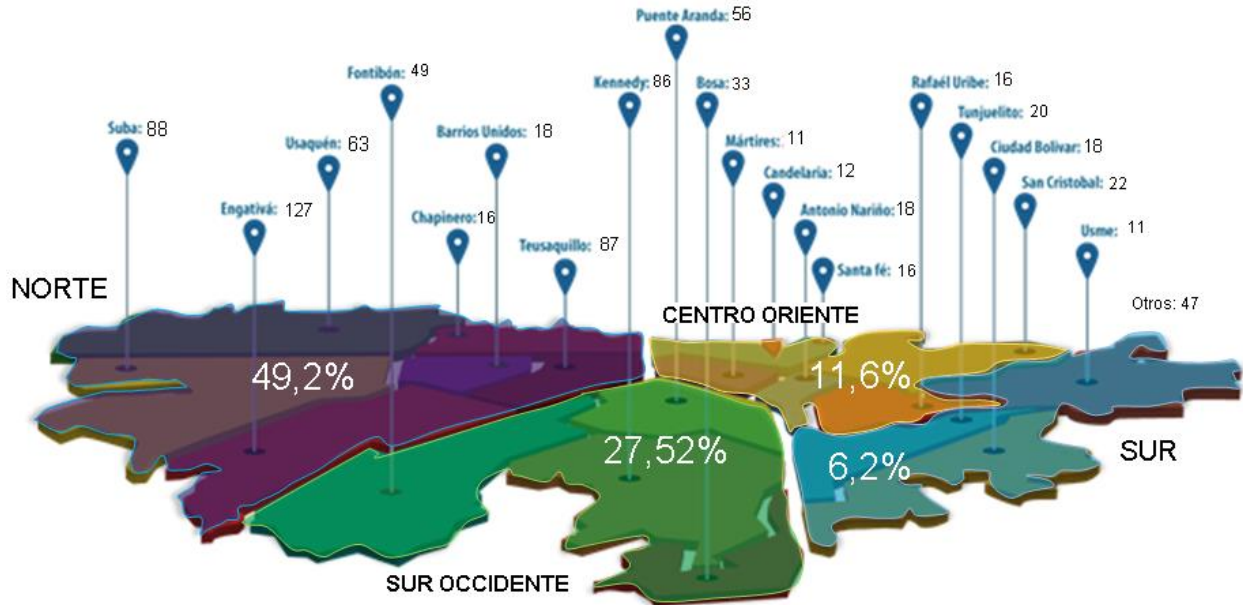 Puente Aranda: 56
Fontibón: 49
Kennedy: 86
Bosa: 33
Rafaél Uribe: 16
Suba: 88
Usaquén: 63
Barrios Unidos: 18
Mártires: 11
Tunjuelito: 20
Ciudad Bolivar: 18
Candelaria: 12
San Cristobal: 22
Engativá: 127
Chapinero: 16
Antonio Nariño: 18
Teusaquillo: 87
Usme: 11
Santa fé: 16
NORTE
Otros: 47
CENTRO ORIENTE
49,2%
11,6%
27,52%
6,2%
SUR
SUR OCCIDENTE